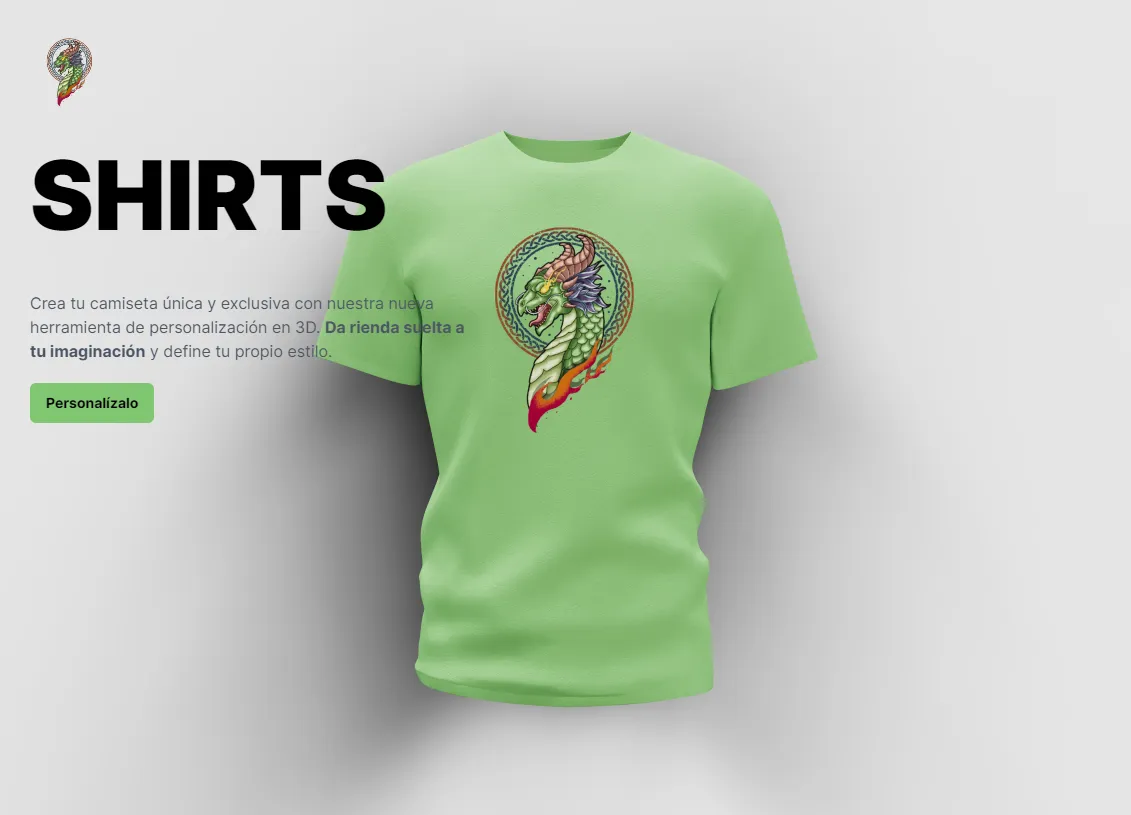 SHIRTS
Crea tu camiseta única y exclusiva con nuestra nueva
herramienta de personalización en 3D. Da rienda suelta a
tu imaginación y define tu propio estilo.
Personalízalo